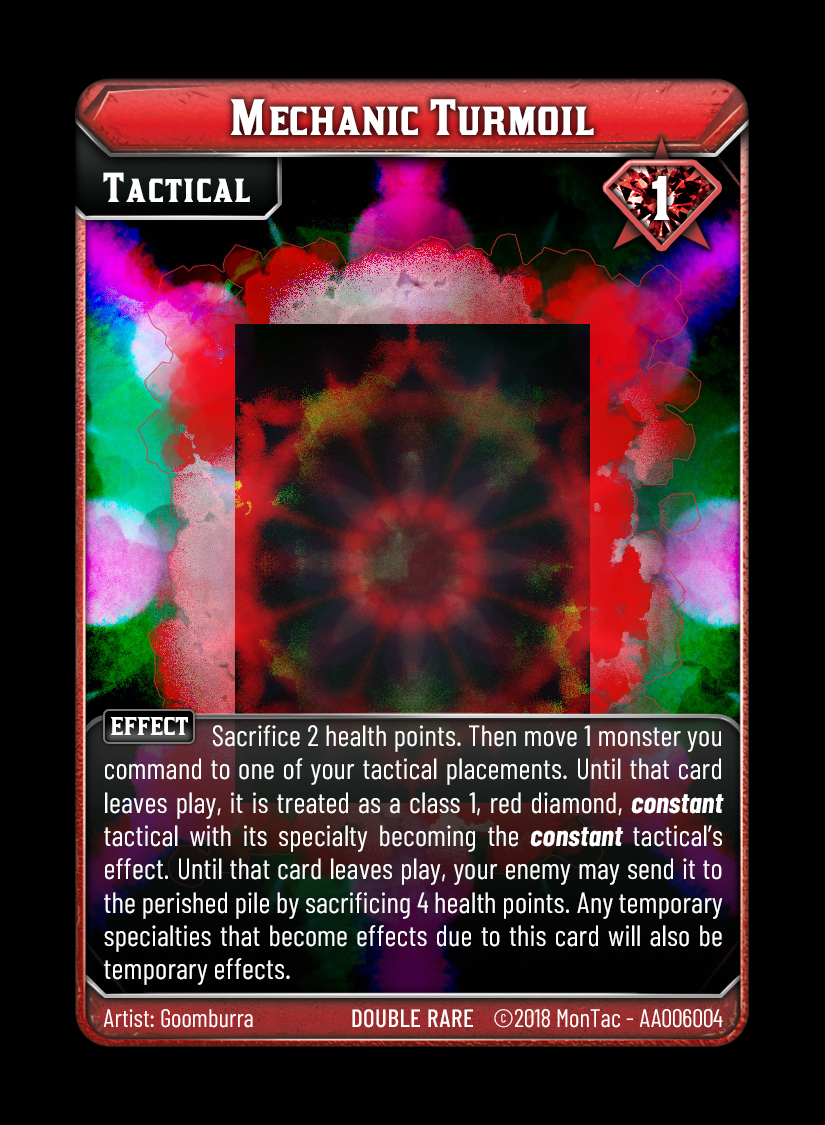 Mechanic Turmoil
Tactical
1
EFFECT Sacrifice 2 health points. Then move 1 monster you
command to one of your tactical placements. Until that card
leaves play, it is treated as a class 1, red diamond, constant
tactical with its specialty becoming the constant tactical's
effect. Until that card leaves play, your enemy may send it to
the perished pile by sacrificing 4 health points. Any temporary
specialties that become effects due to this card will also be
temporary effects.
Artist: Goomburra DOUBLE RARE ©2018 MonTac - AA006004